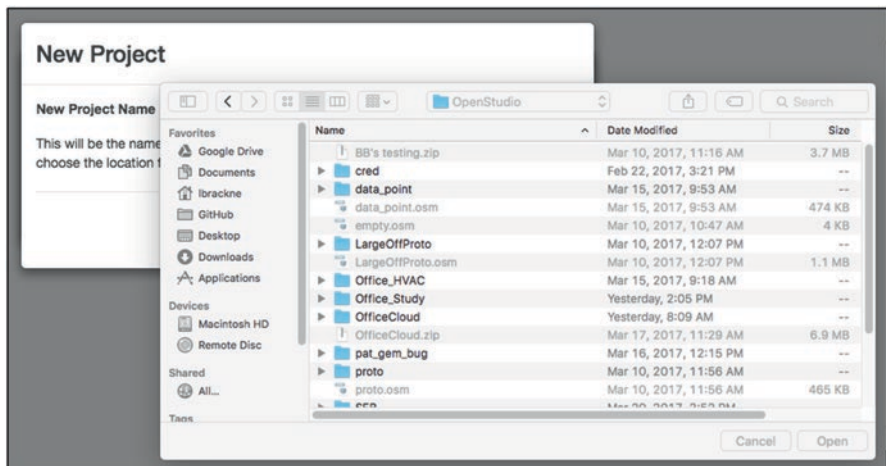 New Project
New Project Name
This will be the name
choose the location
OpenStudio
Search
Favorites
Google Drive
Documents
lbrackne
GitHub
Desktop
Downloads
Applications
Devices
Macintosh HD
Remote Disc
Shared
All...
Tags
Name Date Modified Size
BB's testing.zip Mar 10, 2017, 11:16 AM 3.7 MB
cred Feb 22, 2017, 3:21 PM --
data_point Mar 15, 2017, 9:53 AM --
data_point.osm Mar 15, 2017, 9:53 AM 474 KB
empty.osm Mar 10, 2017, 10:47 AM 4 KB
LargeOffProto Mar 10, 2017, 12:07 PM --
LargeOffProto.osm Mar 10, 2017, 12:07 PM 1.1 MB
Office_HVAC Mar 15, 2017, 9:18 AM --
Office_Study Yesterday, 2:05 PM --
OfficeCloud Yesterday, 8:09 AM --
OfficeCloud.zip Mar 17, 2017, 11:29 AM 6.9 MB
pat_gem_bug Mar 16, 2017, 12:15 PM --
proto Mar 10, 2017, 11:56 AM --
proto.osm Mar 10, 2017, 11:56 AM 465 KB
Cancel Open